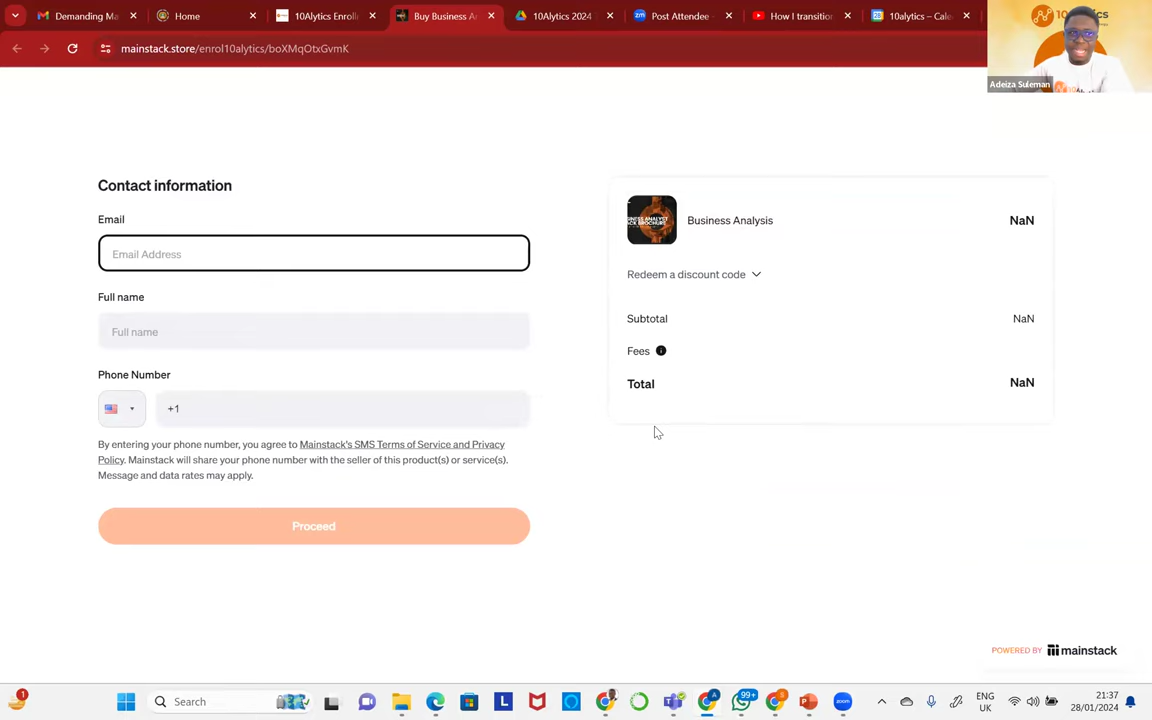 Demanding Ma
Home
10Alytics Enroll
Buy Business A
10Alytics 2024
Post Attendee -
How I transition
10alytics – Cale
mainstack.store/enrol10alytics/boXMqOtxGvmK
Adeiza Suleman
Contact information
Email
Email Address
Full name
Full name
Phone Number
+1
By entering your phone number, you agree to Mainstack's SMS Terms of Service and Privacy
Policy. Mainstack will share your phone number with the seller of this product(s) or service(s).
Message and data rates may apply.
Proceed
Business Analysis
NaN
Redeem a discount code
Subtotal
NaN
Fees
Total
NaN
POWERED BY mainstack
1
Search
99+
ENG
UK
21:37
28/01/2024